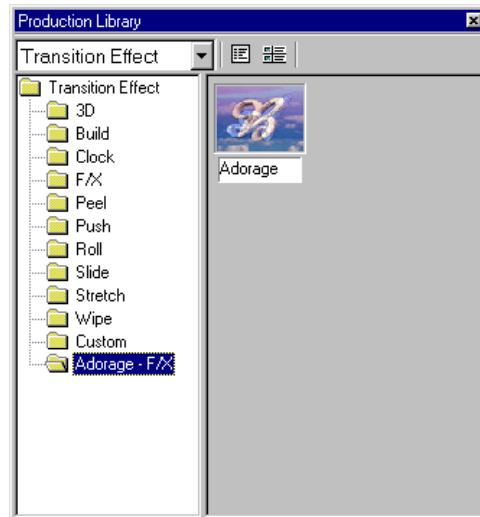 Production Library
Transition Effect
Transition Effect
3D
Build
Clock
F/X
Peel
Push
Roll
Slide
Stretch
Wipe
Custom
Adorage - F/X
Adorage